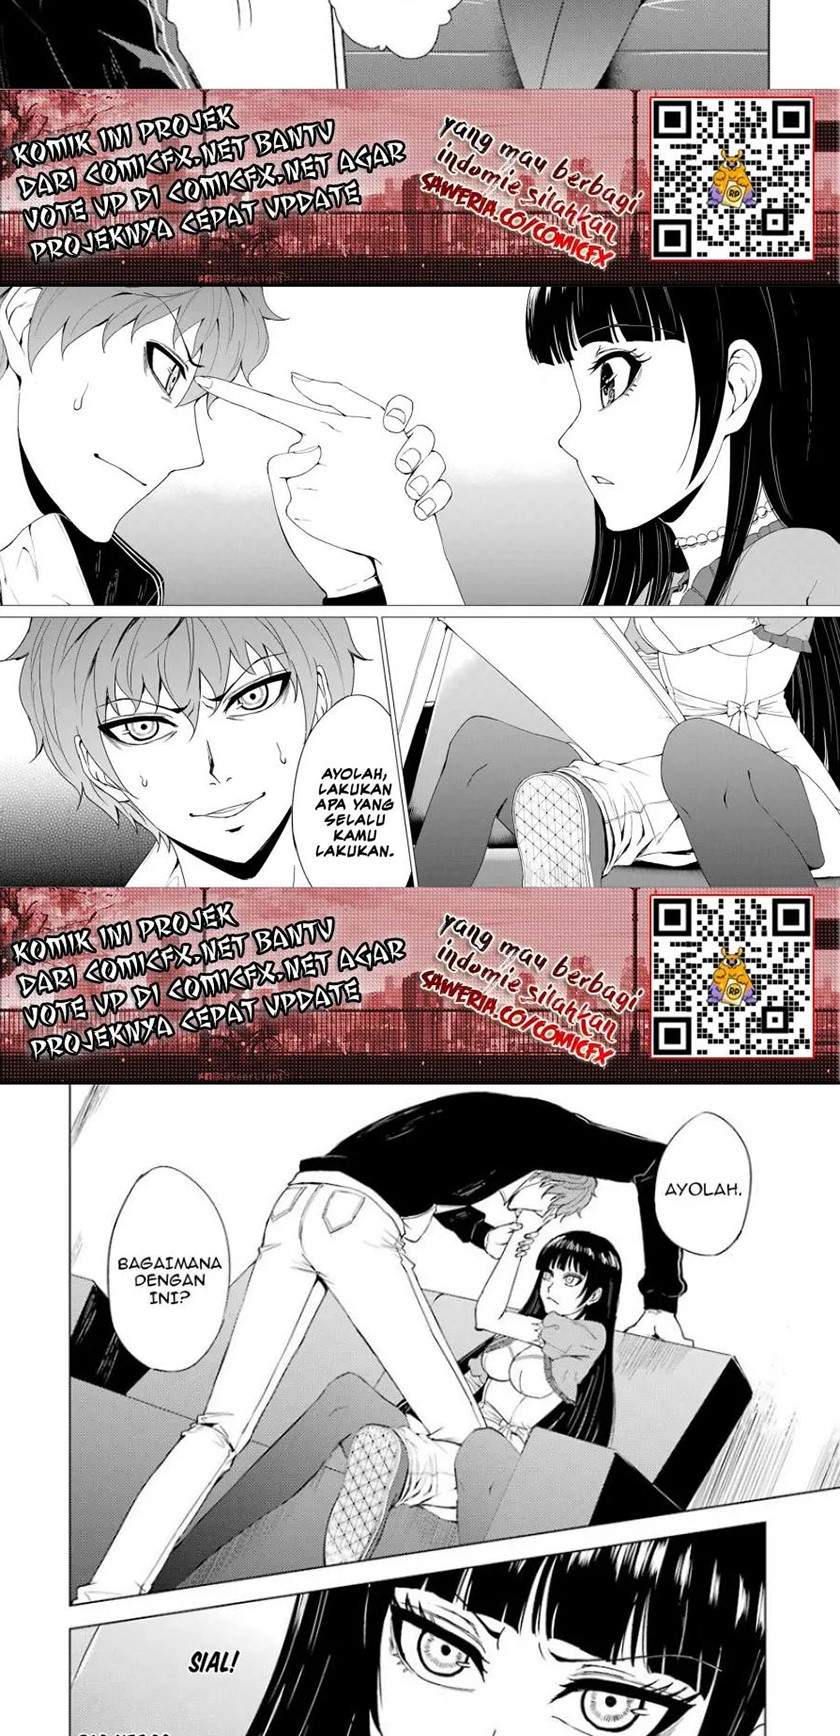 KOMIK INI PROJEK
DARI COMICFX.NET BANTU
VOTE UP DI COMICFX.NET AGAR
PROJEKNYA CEPAT UPDATE
yang mau berbagi
indomie silahkan
SAWERIA.CO/COMICFX
RP
AYOLAH,
LAKUKAN
APA YANG
SELALU
KAMU
LAKUKAN.
KOMIK INI PROJEK
DARI COMICFX.NET BANTU
VOTE UP DI COMICFX.NET AGAR
PROJEKNYA CEPAT UPDATE
yang mau berbagi
indomie silahkan
SAWERIA.CO/COMICFX
RP
AYOLAH.
BAGAIMANA
DENGAN
INI?
SIAL!